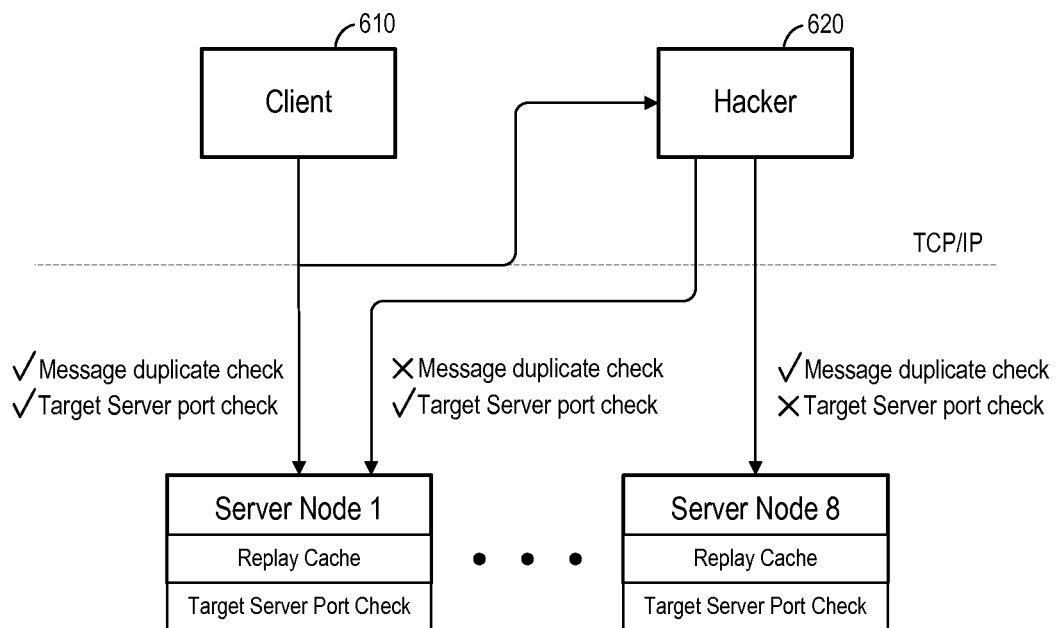 610
620
Client
Hacker
TCP/IP
✓ Message duplicate check
✓ Target Server port check
✕ Message duplicate check
✓ Target Server port check
✓ Message duplicate check
✕ Target Server port check
Server Node 1
Replay Cache
Target Server Port Check
Server Node 8
Replay Cache
Target Server Port Check